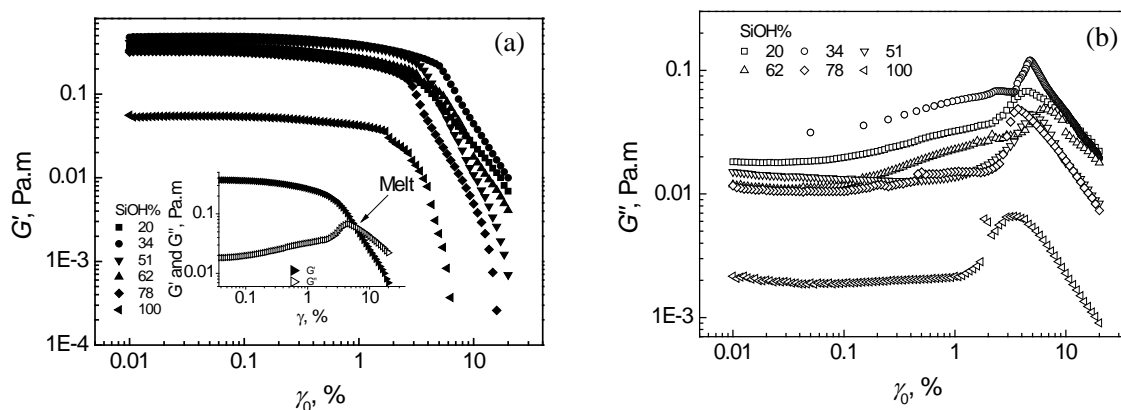 (a)
G′, Pa.m
0.1
0.01
1E-3
1E-4
0.01 0.1 1 10
γ₀, %
SiOH%
20
34
51
62
78
100
G′ and G″, Pa.m
0.1
0.01
0.1 1 10
γ, %
Melt
G'
G''
(b)
G″, Pa.m
0.1
0.01
1E-3
0.01 0.1 1 10
γ₀, %
SiOH%
20 34 51
62 78 100